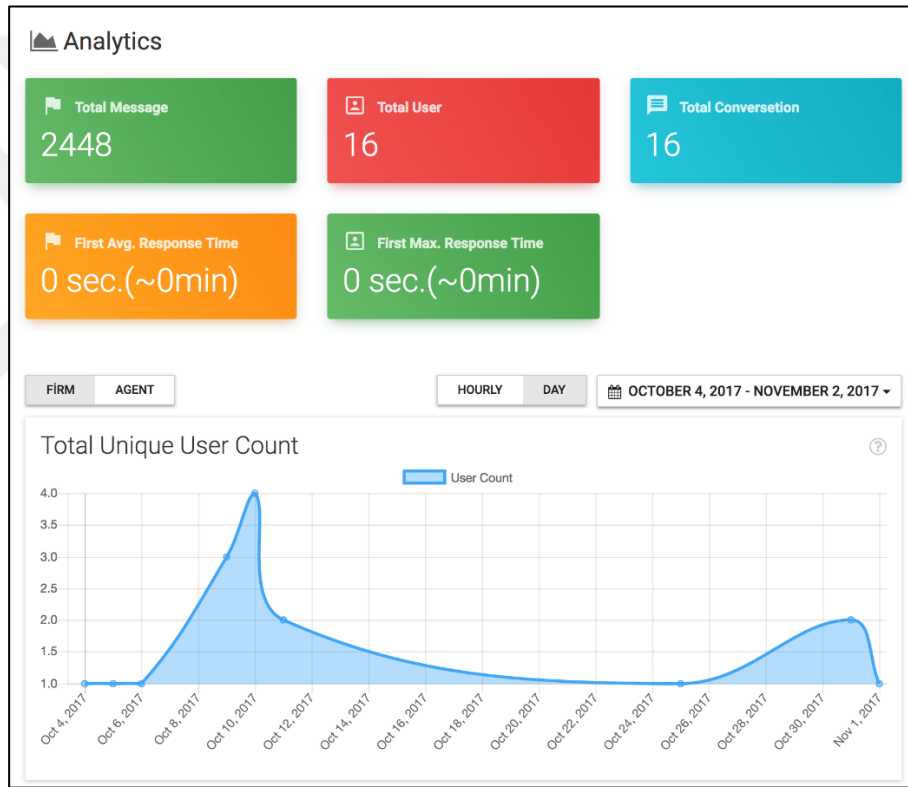 Analytics
Total Message
2448
Total User
16
Total Conversetion
16
First Avg. Response Time
0 sec.(~0min)
First Max. Response Time
0 sec.(~0min)
FİRM AGENT
HOURLY DAY
OCTOBER 4, 2017 - NOVEMBER 2, 2017
Total Unique User Count
?
User Count
4.0
3.5
3.0
2.5
2.0
1.5
1.0
Oct 4, 2017
Oct 6, 2017
Oct 8, 2017
Oct 10, 2017
Oct 12, 2017
Oct 14, 2017
Oct 16, 2017
Oct 18, 2017
Oct 20, 2017
Oct 22, 2017
Oct 24, 2017
Oct 26, 2017
Oct 28, 2017
Oct 30, 2017
Nov 1, 2017